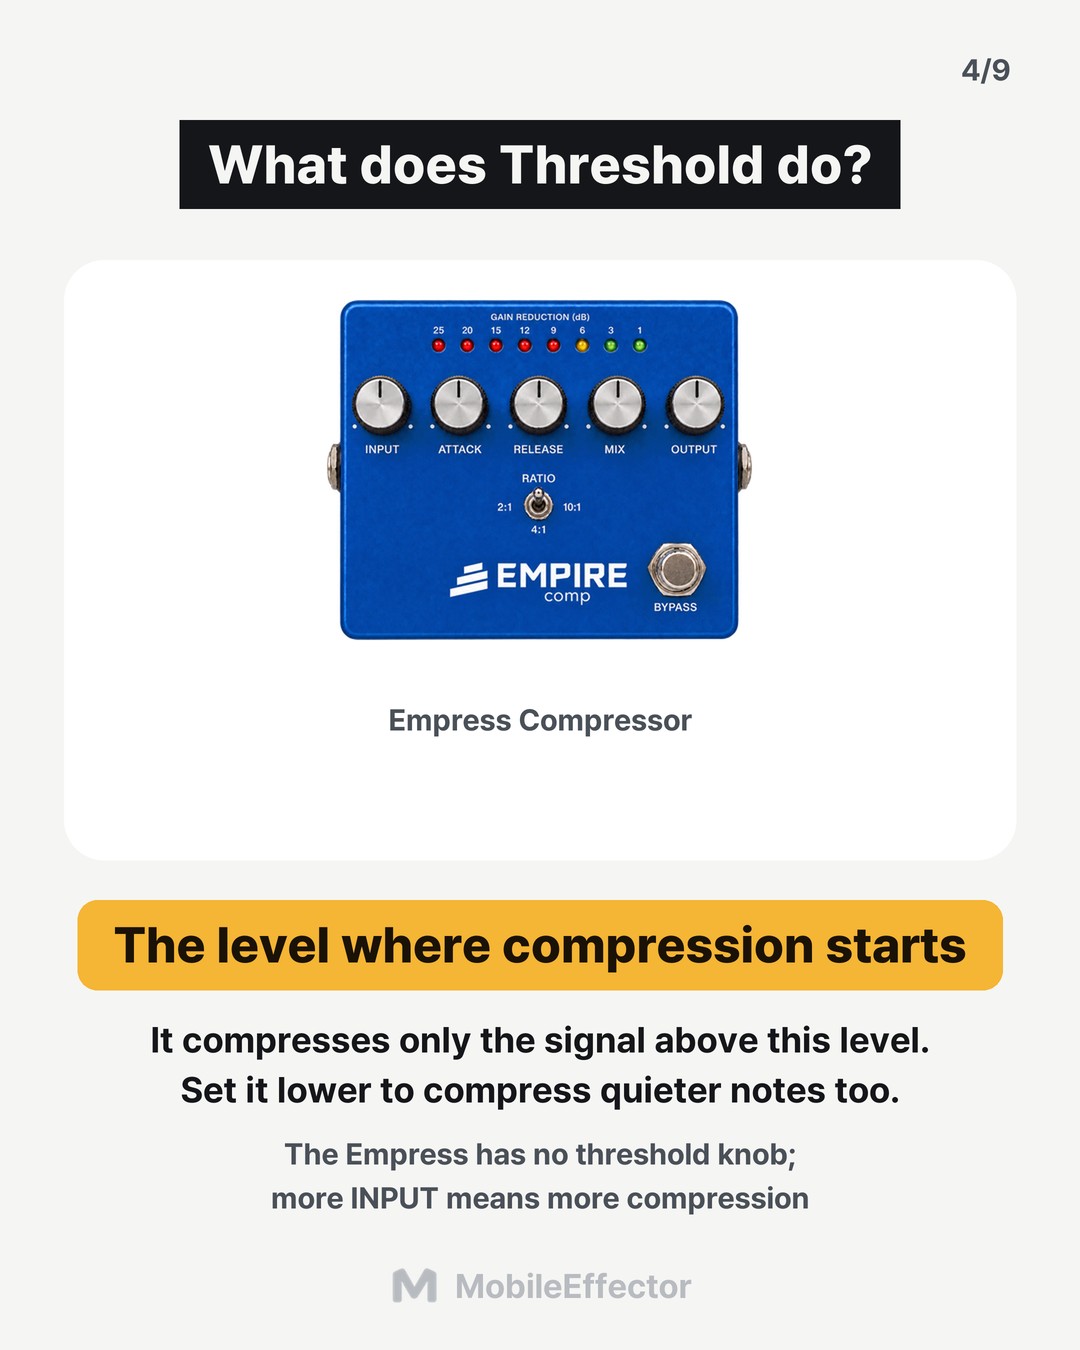 4/9
What does Threshold do?
GAIN REDUCTION (dB)
25 20 15 12 9 6 3 1
INPUT ATTACK RELEASE MIX OUTPUT
RATIO
2:1 10:1
4:1
EMPIRE
comp
BYPASS
Empress Compressor
The level where compression starts
It compresses only the signal above this level.
Set it lower to compress quieter notes too.
The Empress has no threshold knob;
more INPUT means more compression
MobileEffector